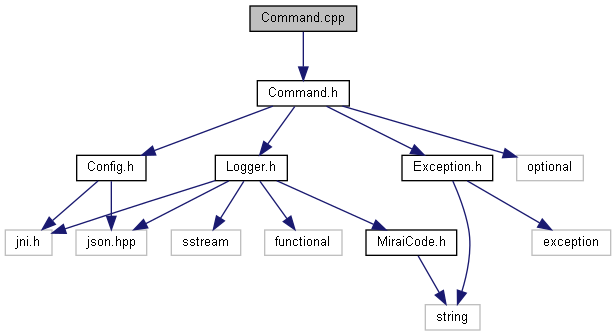 Command.cpp
Command.h
Config.h
Logger.h
Exception.h
optional
jni.h
json.hpp
sstream
functional
MiraiCode.h
exception
string